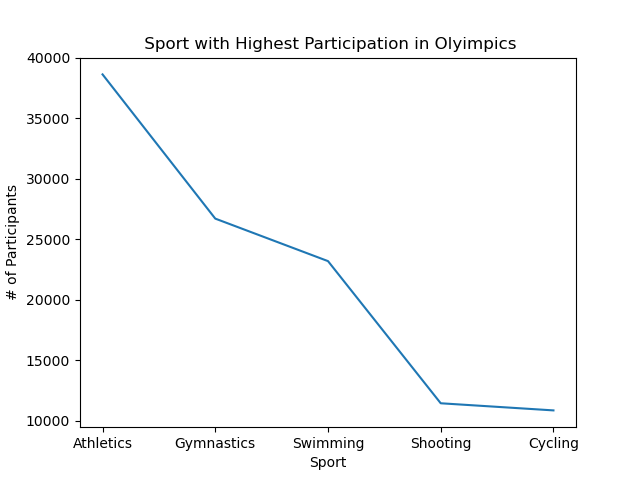 Sport with Highest Participation in Olyimpics
40000
35000
30000
25000
20000
15000
10000
# of Participants
Athletics Gymnastics Swimming Shooting Cycling
Sport